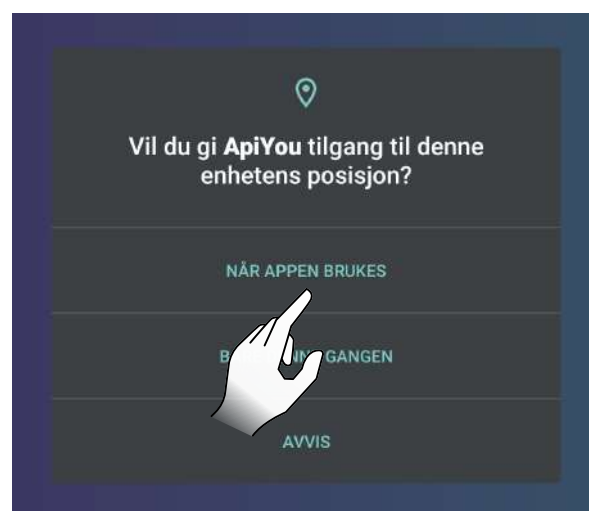 Vil du gi ApiYou tilgang til denne
enhetens posisjon?
NÅR APPEN BRUKES
GANGEN
AVVIS